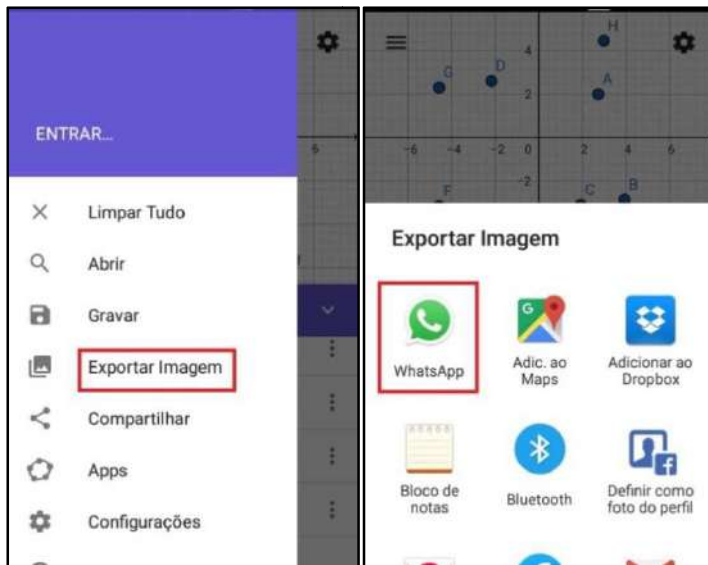 ENTRAR...
6
Limpar Tudo
Abrir
Gravar
Exportar Imagem
Compartilhar
Apps
Configurações
H
4
G
D
A
2
-6
-4
-2
0
2
4
6
-2
F
C
B
Exportar Imagem
WhatsApp
Adic. ao
Maps
Adicionar ao
Dropbox
Bloco de
notas
Bluetooth
Definir como
foto do perfil